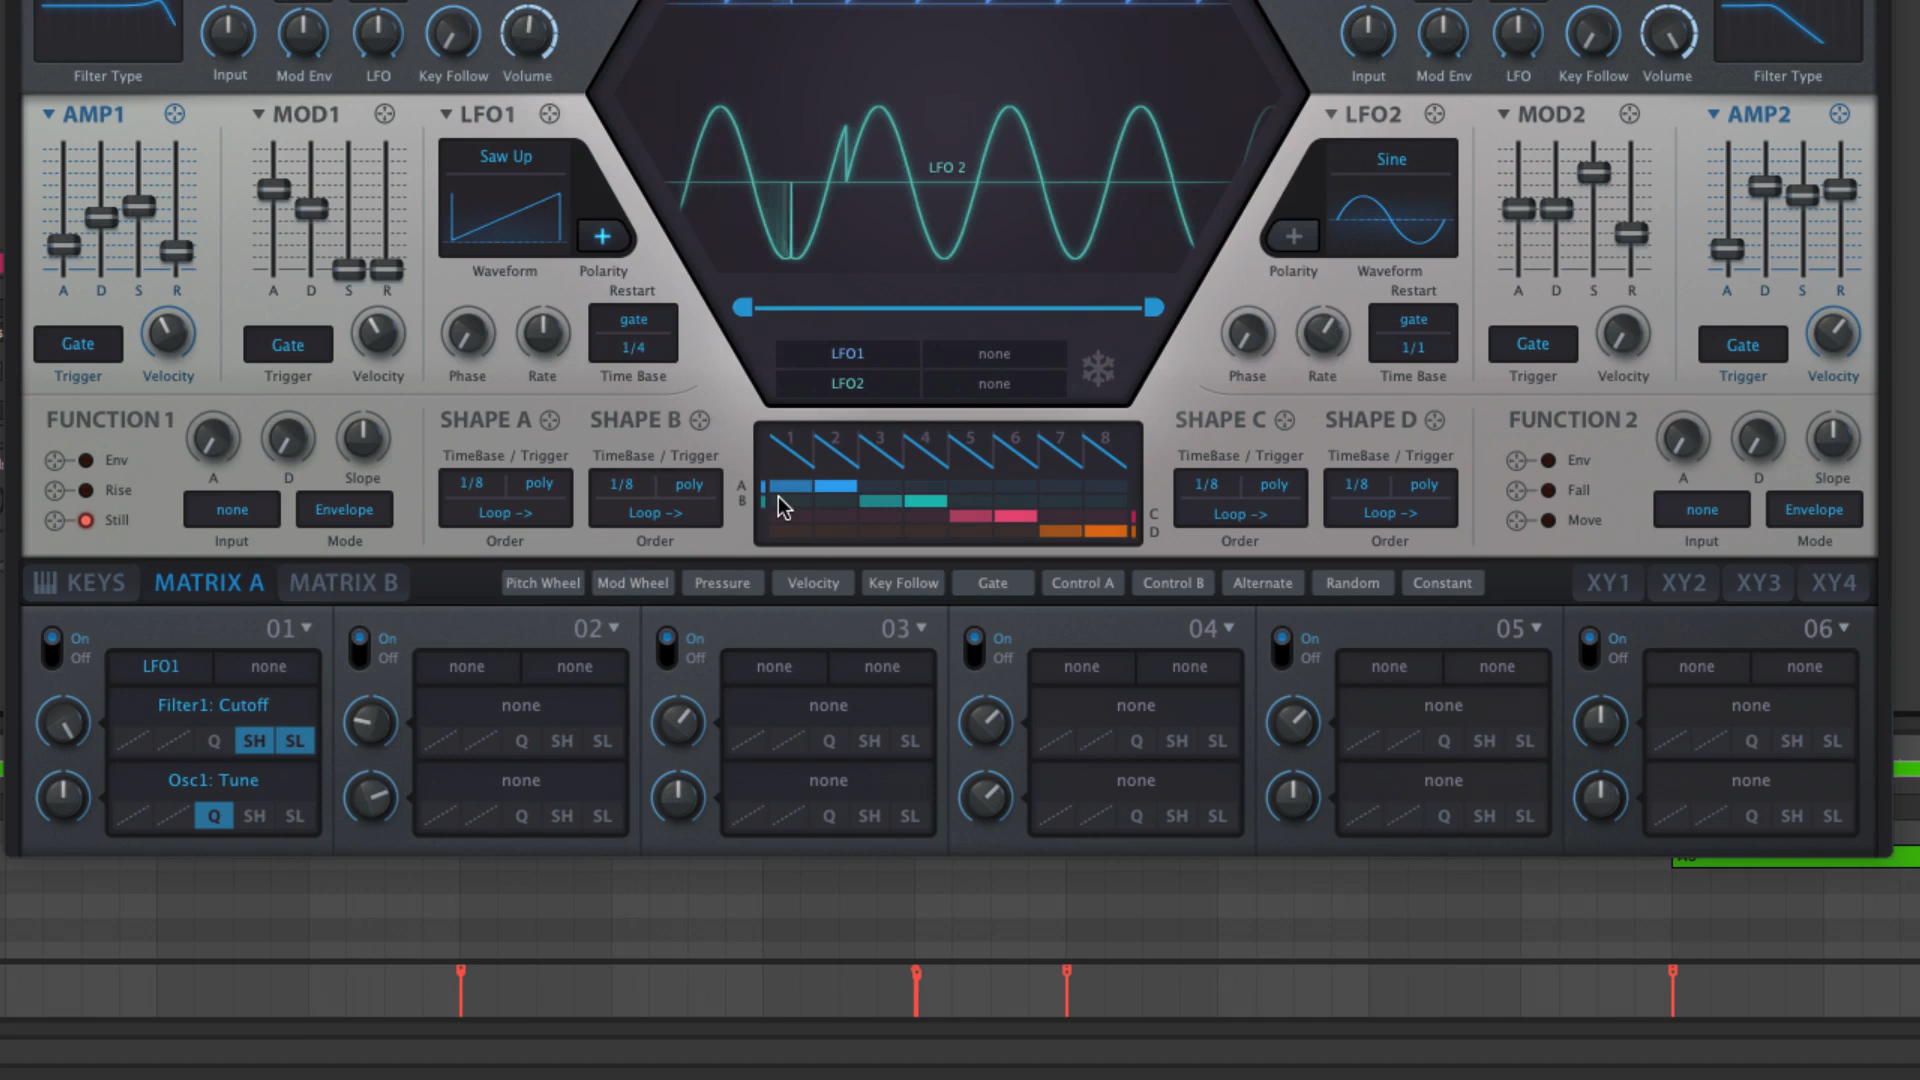 Filter Type
Input
Mod Env
LFO
Key Follow
Volume
Input
Mod Env
LFO
Key Follow
Volume
Filter Type
AMP1
MOD1
LFO1
LFO2
MOD2
AMP2
Saw Up
LFO 2
Sine
Waveform
Polarity
Polarity
Waveform
A D S R
A D S R
A D S R
A D S R
Restart
gate
1/4
Time Base
Restart
gate
1/1
Time Base
Gate
Trigger
Velocity
Gate
Trigger
Velocity
Phase
Rate
LFO1 none
LFO2 none
Phase
Rate
Gate
Trigger
Velocity
Gate
Trigger
Velocity
FUNCTION 1
Env
Rise
Still
A
D
Slope
none
Input
Envelope
Mode
SHAPE A
TimeBase / Trigger
1/8 poly
Loop ->
Order
SHAPE B
TimeBase / Trigger
1/8 poly
Loop ->
Order
1 2 3 4 5 6 7 8
A
B
C
D
SHAPE C
TimeBase / Trigger
1/8 poly
Loop ->
Order
SHAPE D
TimeBase / Trigger
1/8 poly
Loop ->
Order
FUNCTION 2
Env
Fall
Move
A
D
Slope
none
Input
Envelope
Mode
KEYS MATRIX A MATRIX B Pitch Wheel Mod Wheel Pressure Velocity Key Follow Gate Control A Control B Alternate Random Constant XY1 XY2 XY3 XY4
On
Off
01
LFO1 none
Filter1: Cutoff
Q SH SL
Osc1: Tune
Q SH SL
On
Off
02
none none
none
Q SH SL
none
Q SH SL
On
Off
03
none none
none
Q SH SL
none
Q SH SL
On
Off
04
none none
none
Q SH SL
none
Q SH SL
On
Off
05
none none
none
Q SH SL
none
Q SH SL
On
Off
06
none none
none
Q SH SL
none
Q SH SL